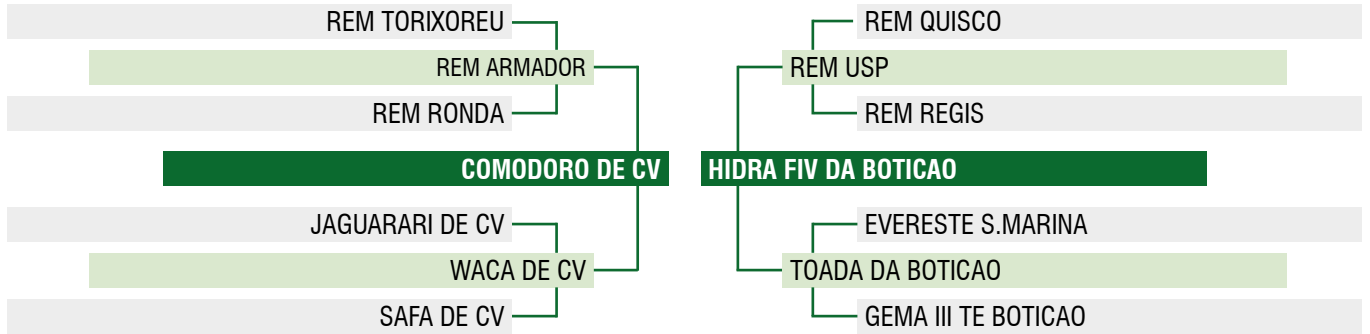 REM TORIXOREU
REM QUISCO
REM ARMADOR
REM USP
REM RONDA
REM REGIS
COMODORO DE CV
HIDRA FIV DA BOTICAO
JAGUARARI DE CV
EVERESTE S.MARINA
WACA DE CV
TOADA DA BOTICAO
SAFA DE CV
GEMA III TE BOTICAO